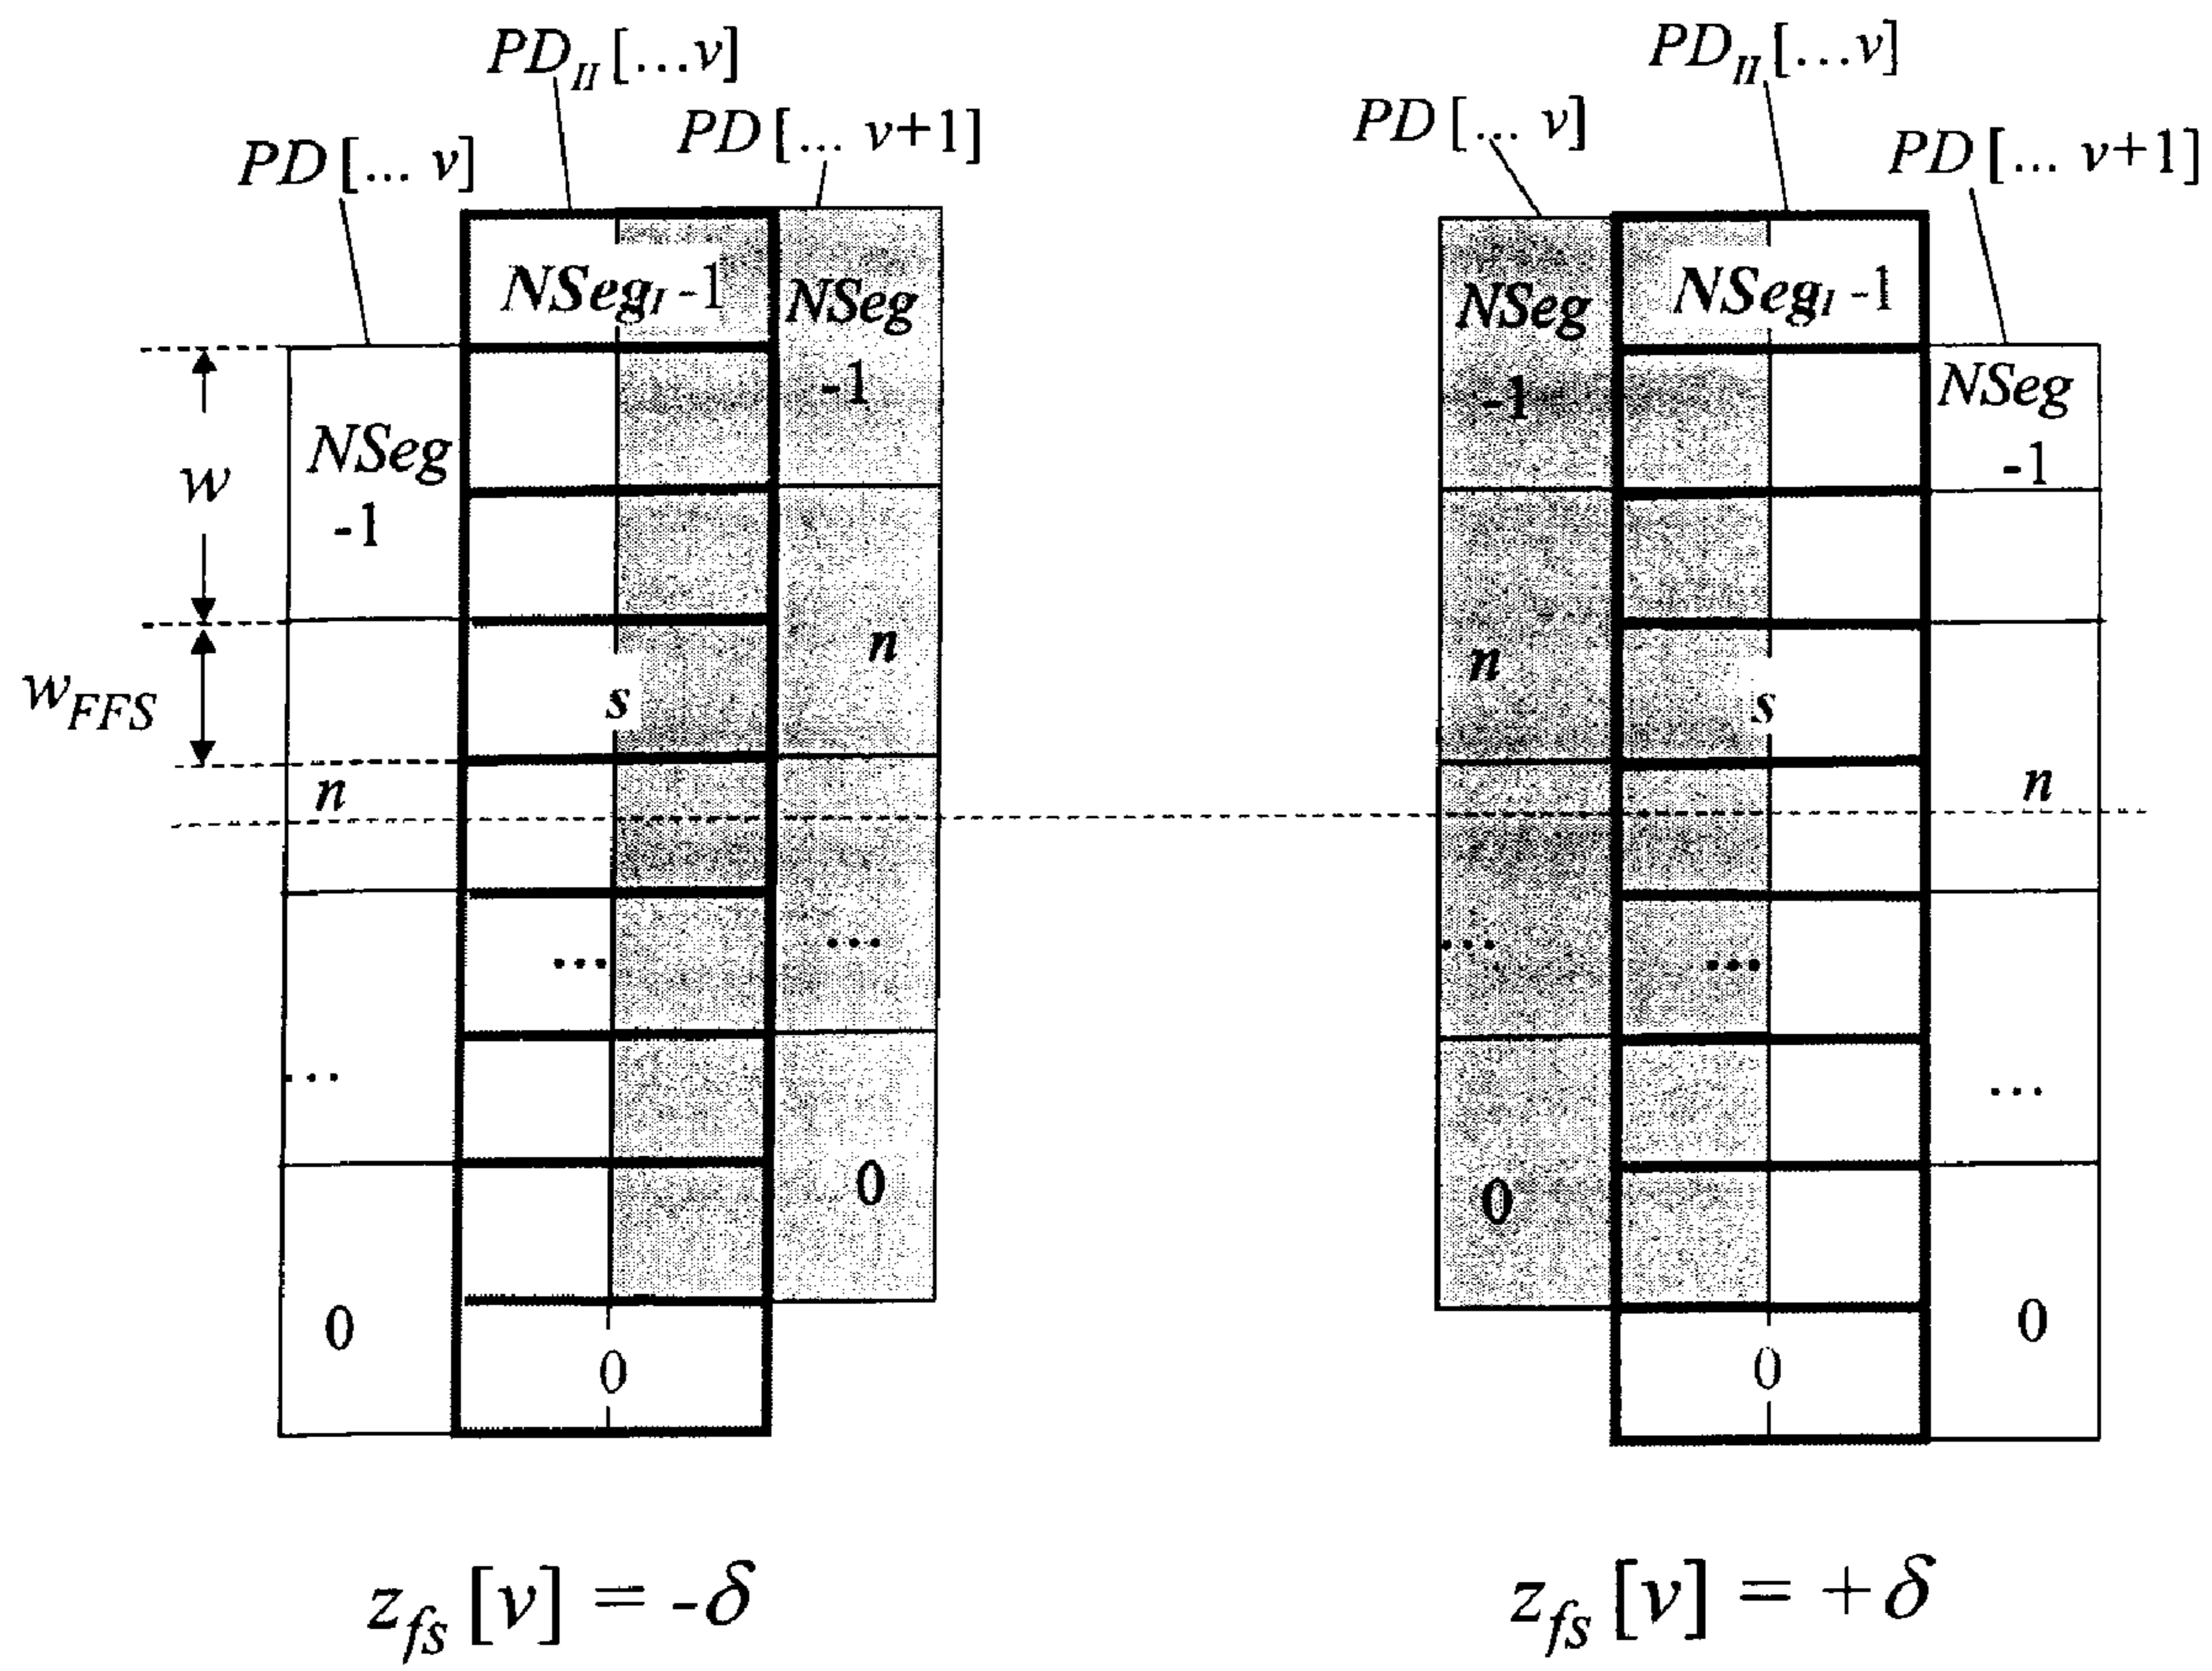 PD_II [...v]
PD [... v+1]
PD [... v]
NSeg_I -1
NSeg
-1
NSeg
-1
w
w_FFS
s
n
n
...
...
...
0
0
0
z_fs [v] = -δ
PD_II [...v]
PD [... v]
PD [... v+1]
NSeg_I -1
NSeg
-1
NSeg
-1
n
s
n
...
...
...
0
0
0
z_fs [v] = +δ